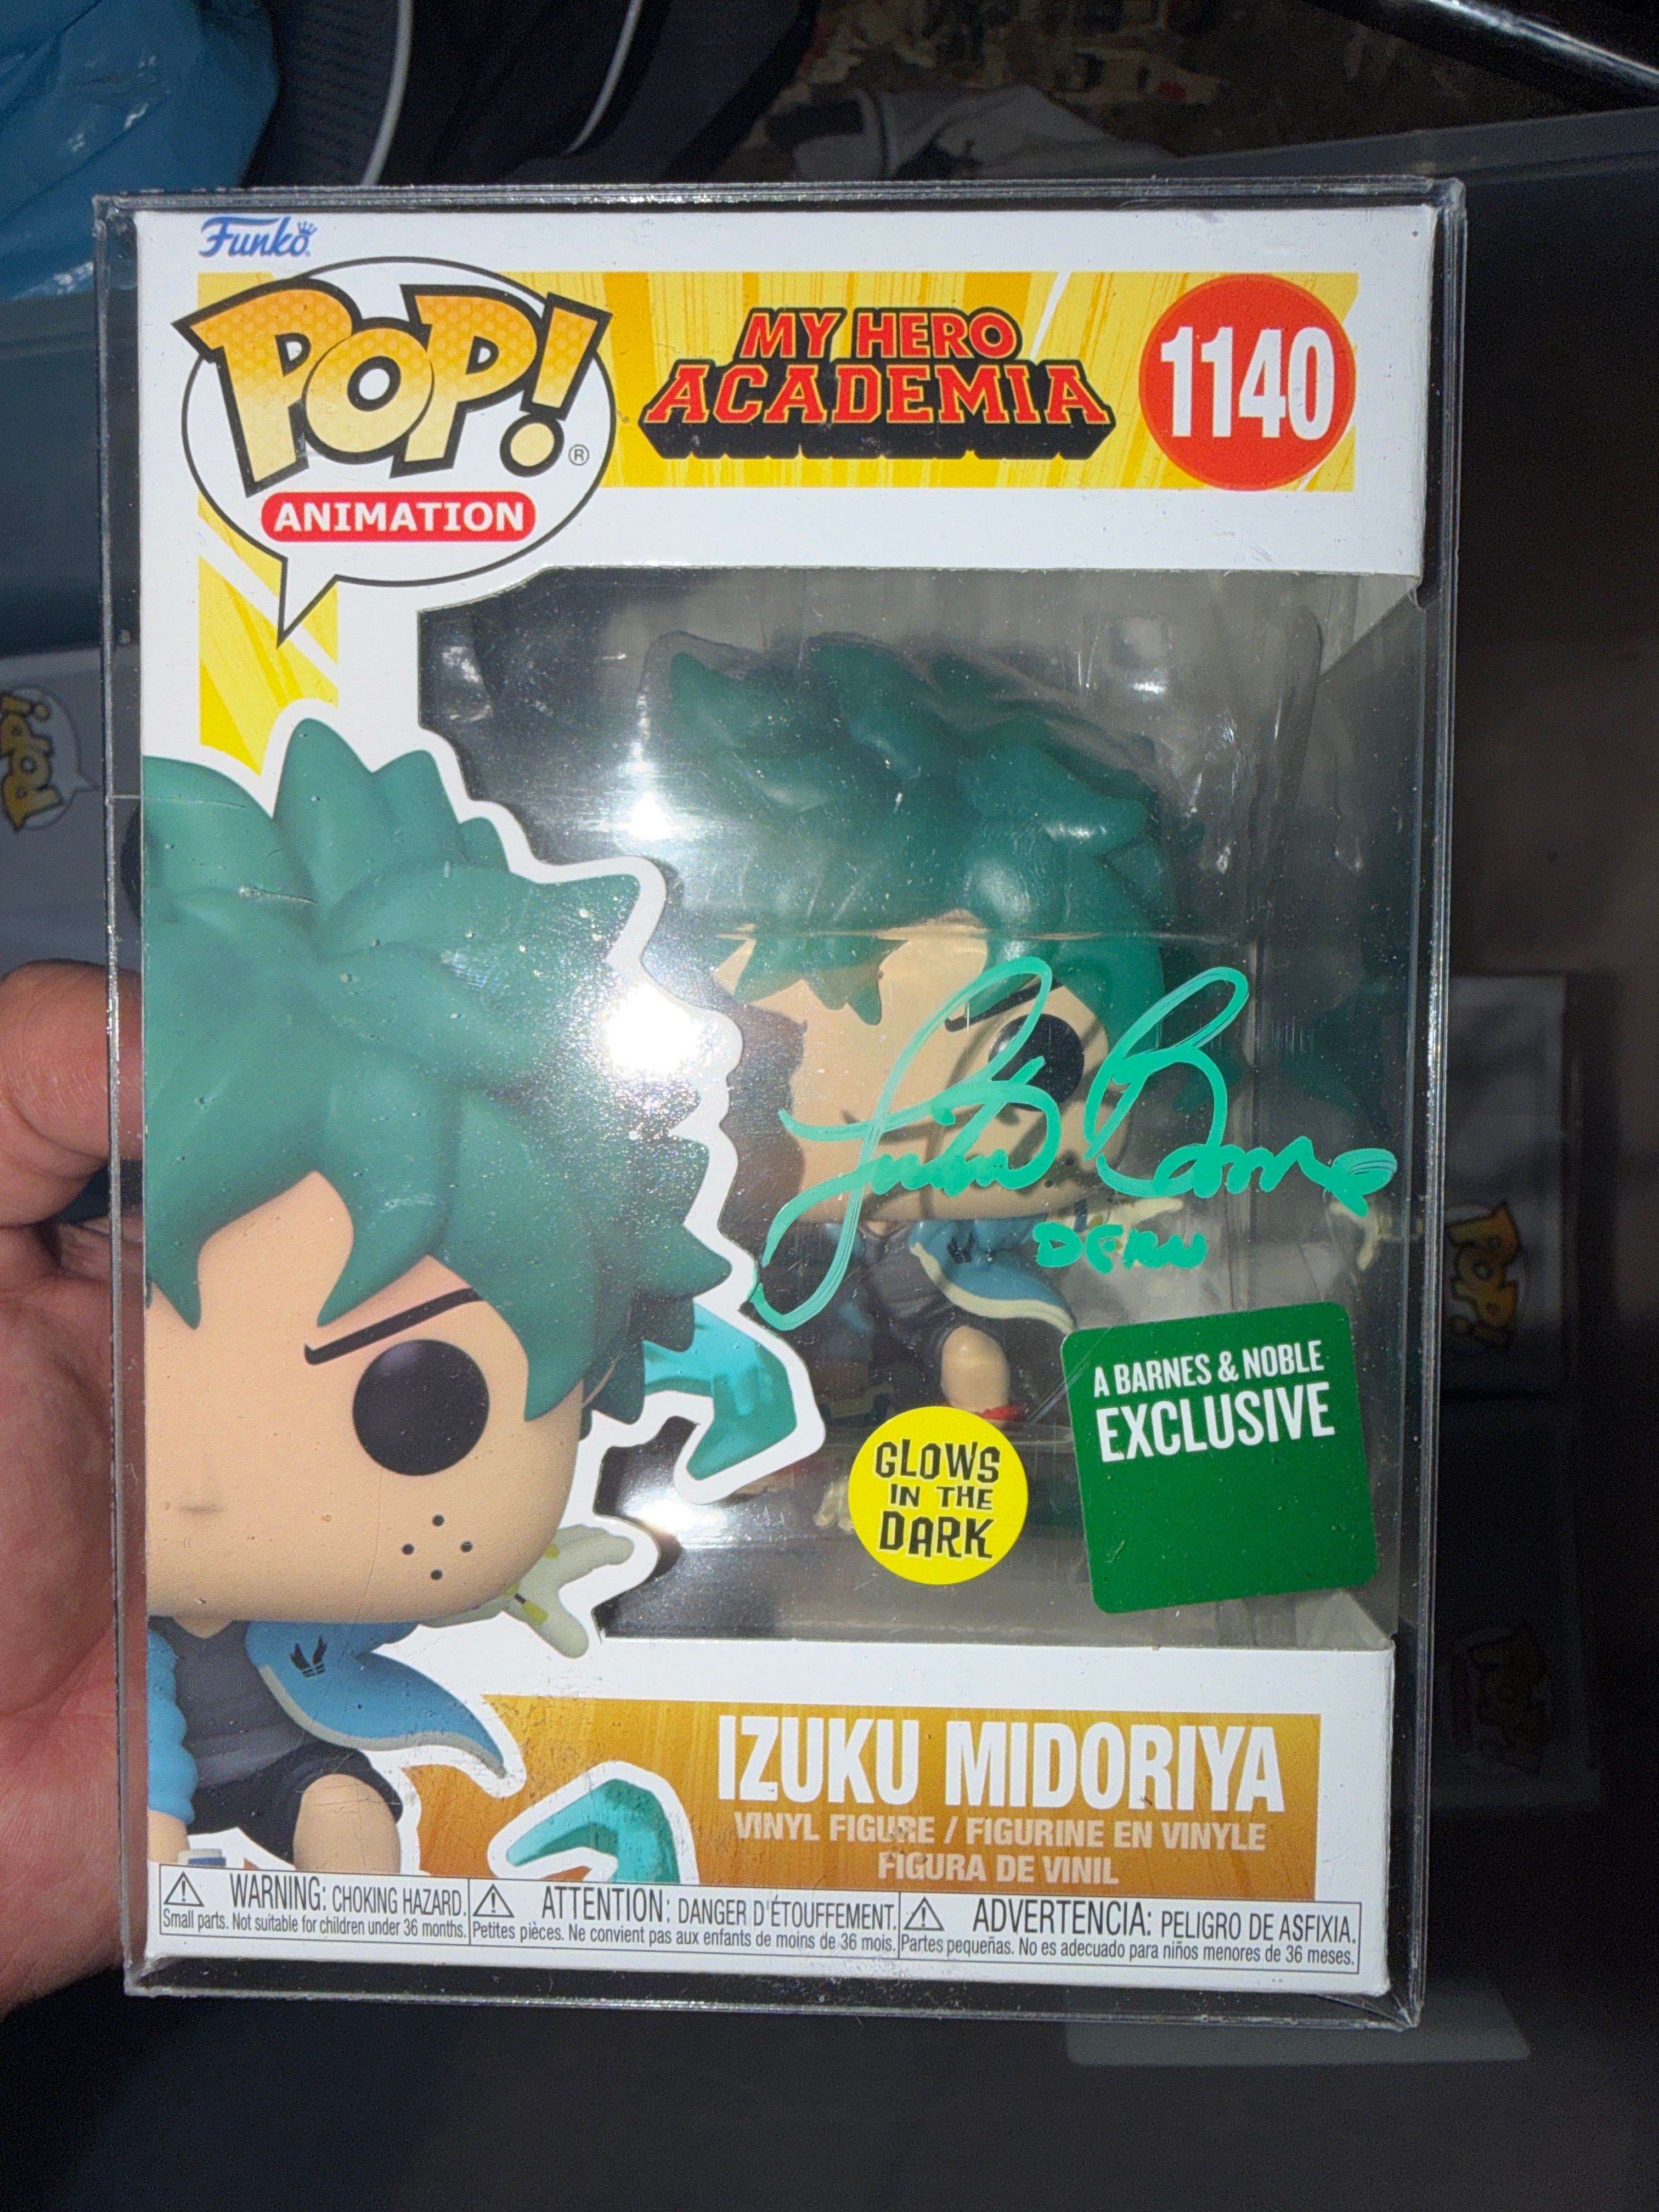 Funko
POP!®
ANIMATION
MY HERO
ACADEMIA
1140
DEKU
A BARNES & NOBLE
EXCLUSIVE
GLOWS
IN THE
DARK
IZUKU MIDORIYA
VINYL FIGURE / FIGURINE EN VINYLE
FIGURA DE VINIL
WARNING: CHOKING HAZARD.
Small parts. Not suitable for children under 36 months.
ATTENTION: DANGER D'ÉTOUFFEMENT.
Petites pièces. Ne convient pas aux enfants de moins de 36 mois.
ADVERTENCIA: PELIGRO DE ASFIXIA.
Partes pequeñas. No es adecuado para niños menores de 36 meses.
POP!
POP!